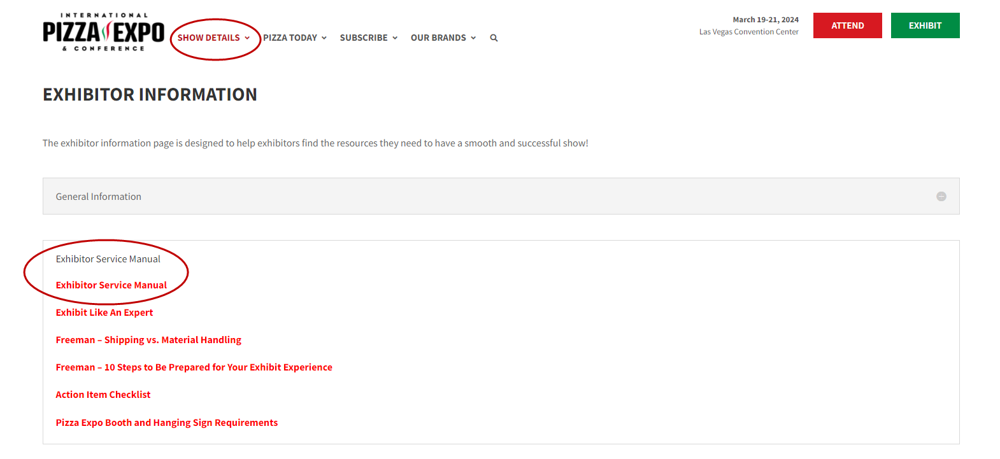 INTERNATIONAL
PIZZA EXPO
& CONFERENCE
SHOW DETAILS
PIZZA TODAY
SUBSCRIBE
OUR BRANDS
March 19-21, 2024
Las Vegas Convention Center
ATTEND
EXHIBIT
EXHIBITOR INFORMATION
The exhibitor information page is designed to help exhibitors find the resources they need to have a smooth and successful show!
General Information
Exhibitor Service Manual
Exhibitor Service Manual
Exhibit Like An Expert
Freeman – Shipping vs. Material Handling
Freeman – 10 Steps to Be Prepared for Your Exhibit Experience
Action Item Checklist
Pizza Expo Booth and Hanging Sign Requirements